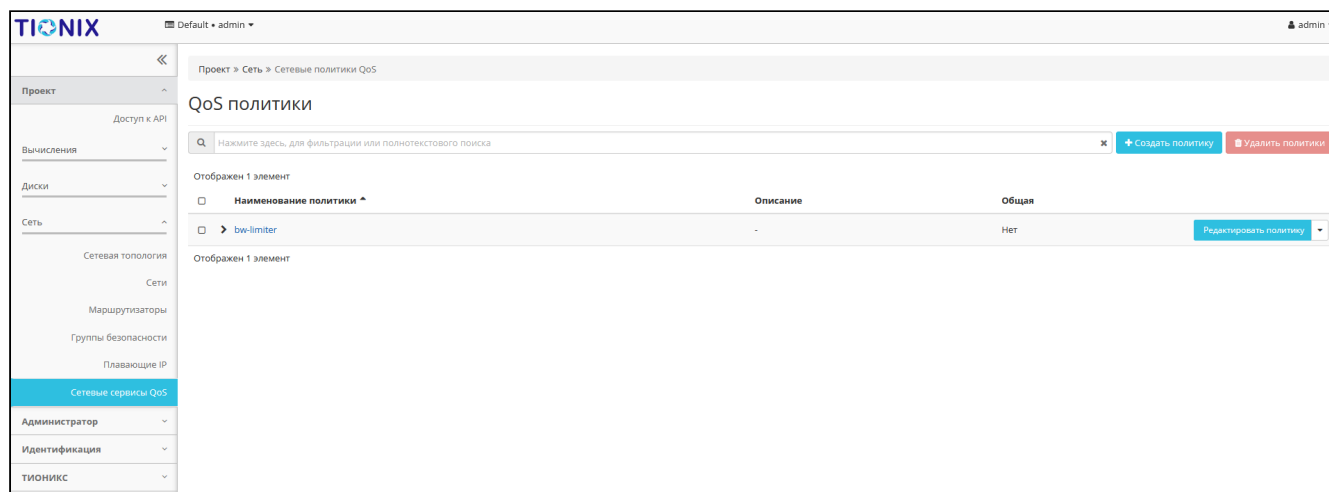 TIONIX
Default • admin
admin
Проект » Сеть » Сетевые политики QoS
Проект
QoS политики
Доступ к API
Нажмите здесь, для фильтрации или полнотекстового поиска
Создать политику
Удалить политики
Вычисления
Отображен 1 элемент
Диски
Наименование политики Описание Общая
Сеть
bw-limiter - Нет Редактировать политику
Сетевая топология
Отображен 1 элемент
Сети
Маршрутизаторы
Группы безопасности
Плавающие IP
Сетевые сервисы QoS
Администратор
Идентификация
ТИОНИКС